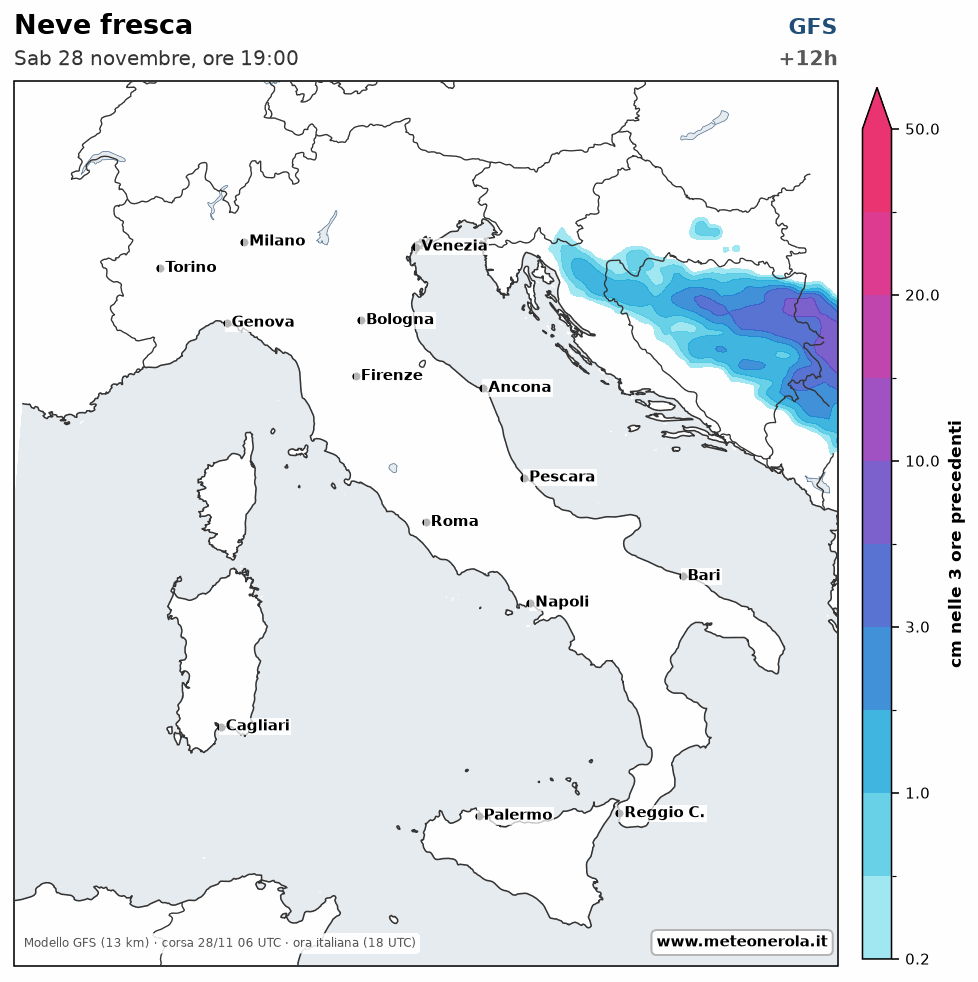 Neve fresca
GFS
Sab 28 novembre, ore 19:00
+12h
Milano
Venezia
Torino
Genova
Bologna
Firenze
Ancona
Pescara
Roma
Bari
Napoli
Cagliari
Palermo
Reggio C.
50.0
20.0
10.0
3.0
1.0
0.2
cm nelle 3 ore precedenti
Modello GFS (13 km) · corsa 28/11 06 UTC · ora italiana (18 UTC)
www.meteonerola.it